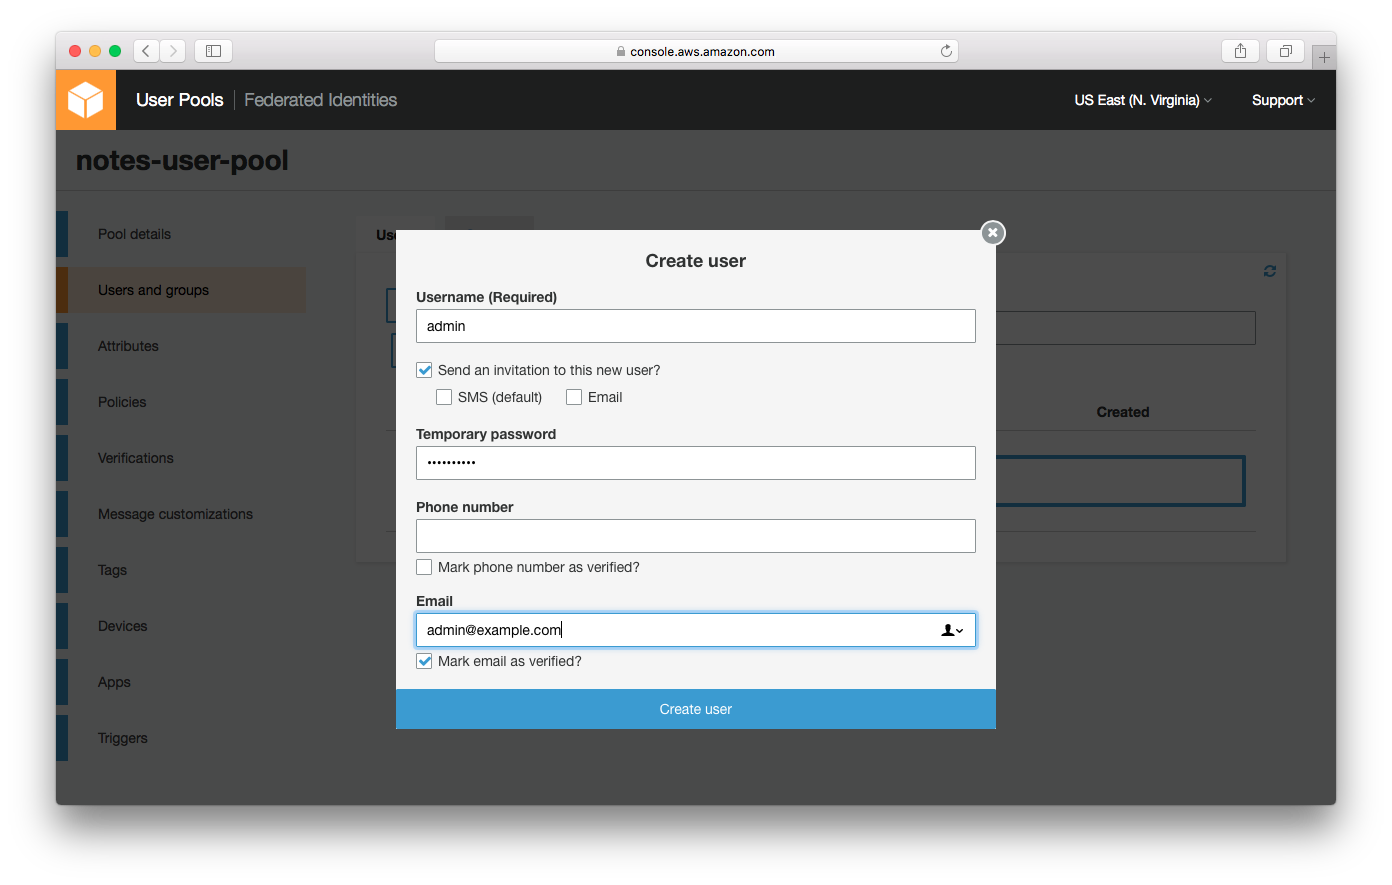 console.aws.amazon.com
User Pools Federated Identities US East (N. Virginia) Support
notes-user-pool
Pool details
Users and groups
Attributes
Policies
Verifications
Message customizations
Tags
Devices
Apps
Triggers
Create user
Username (Required)
admin
Send an invitation to this new user?
SMS (default) Email
Temporary password
••••••••••
Phone number
Mark phone number as verified?
Email
admin@example.com
Mark email as verified?
Create user
Created